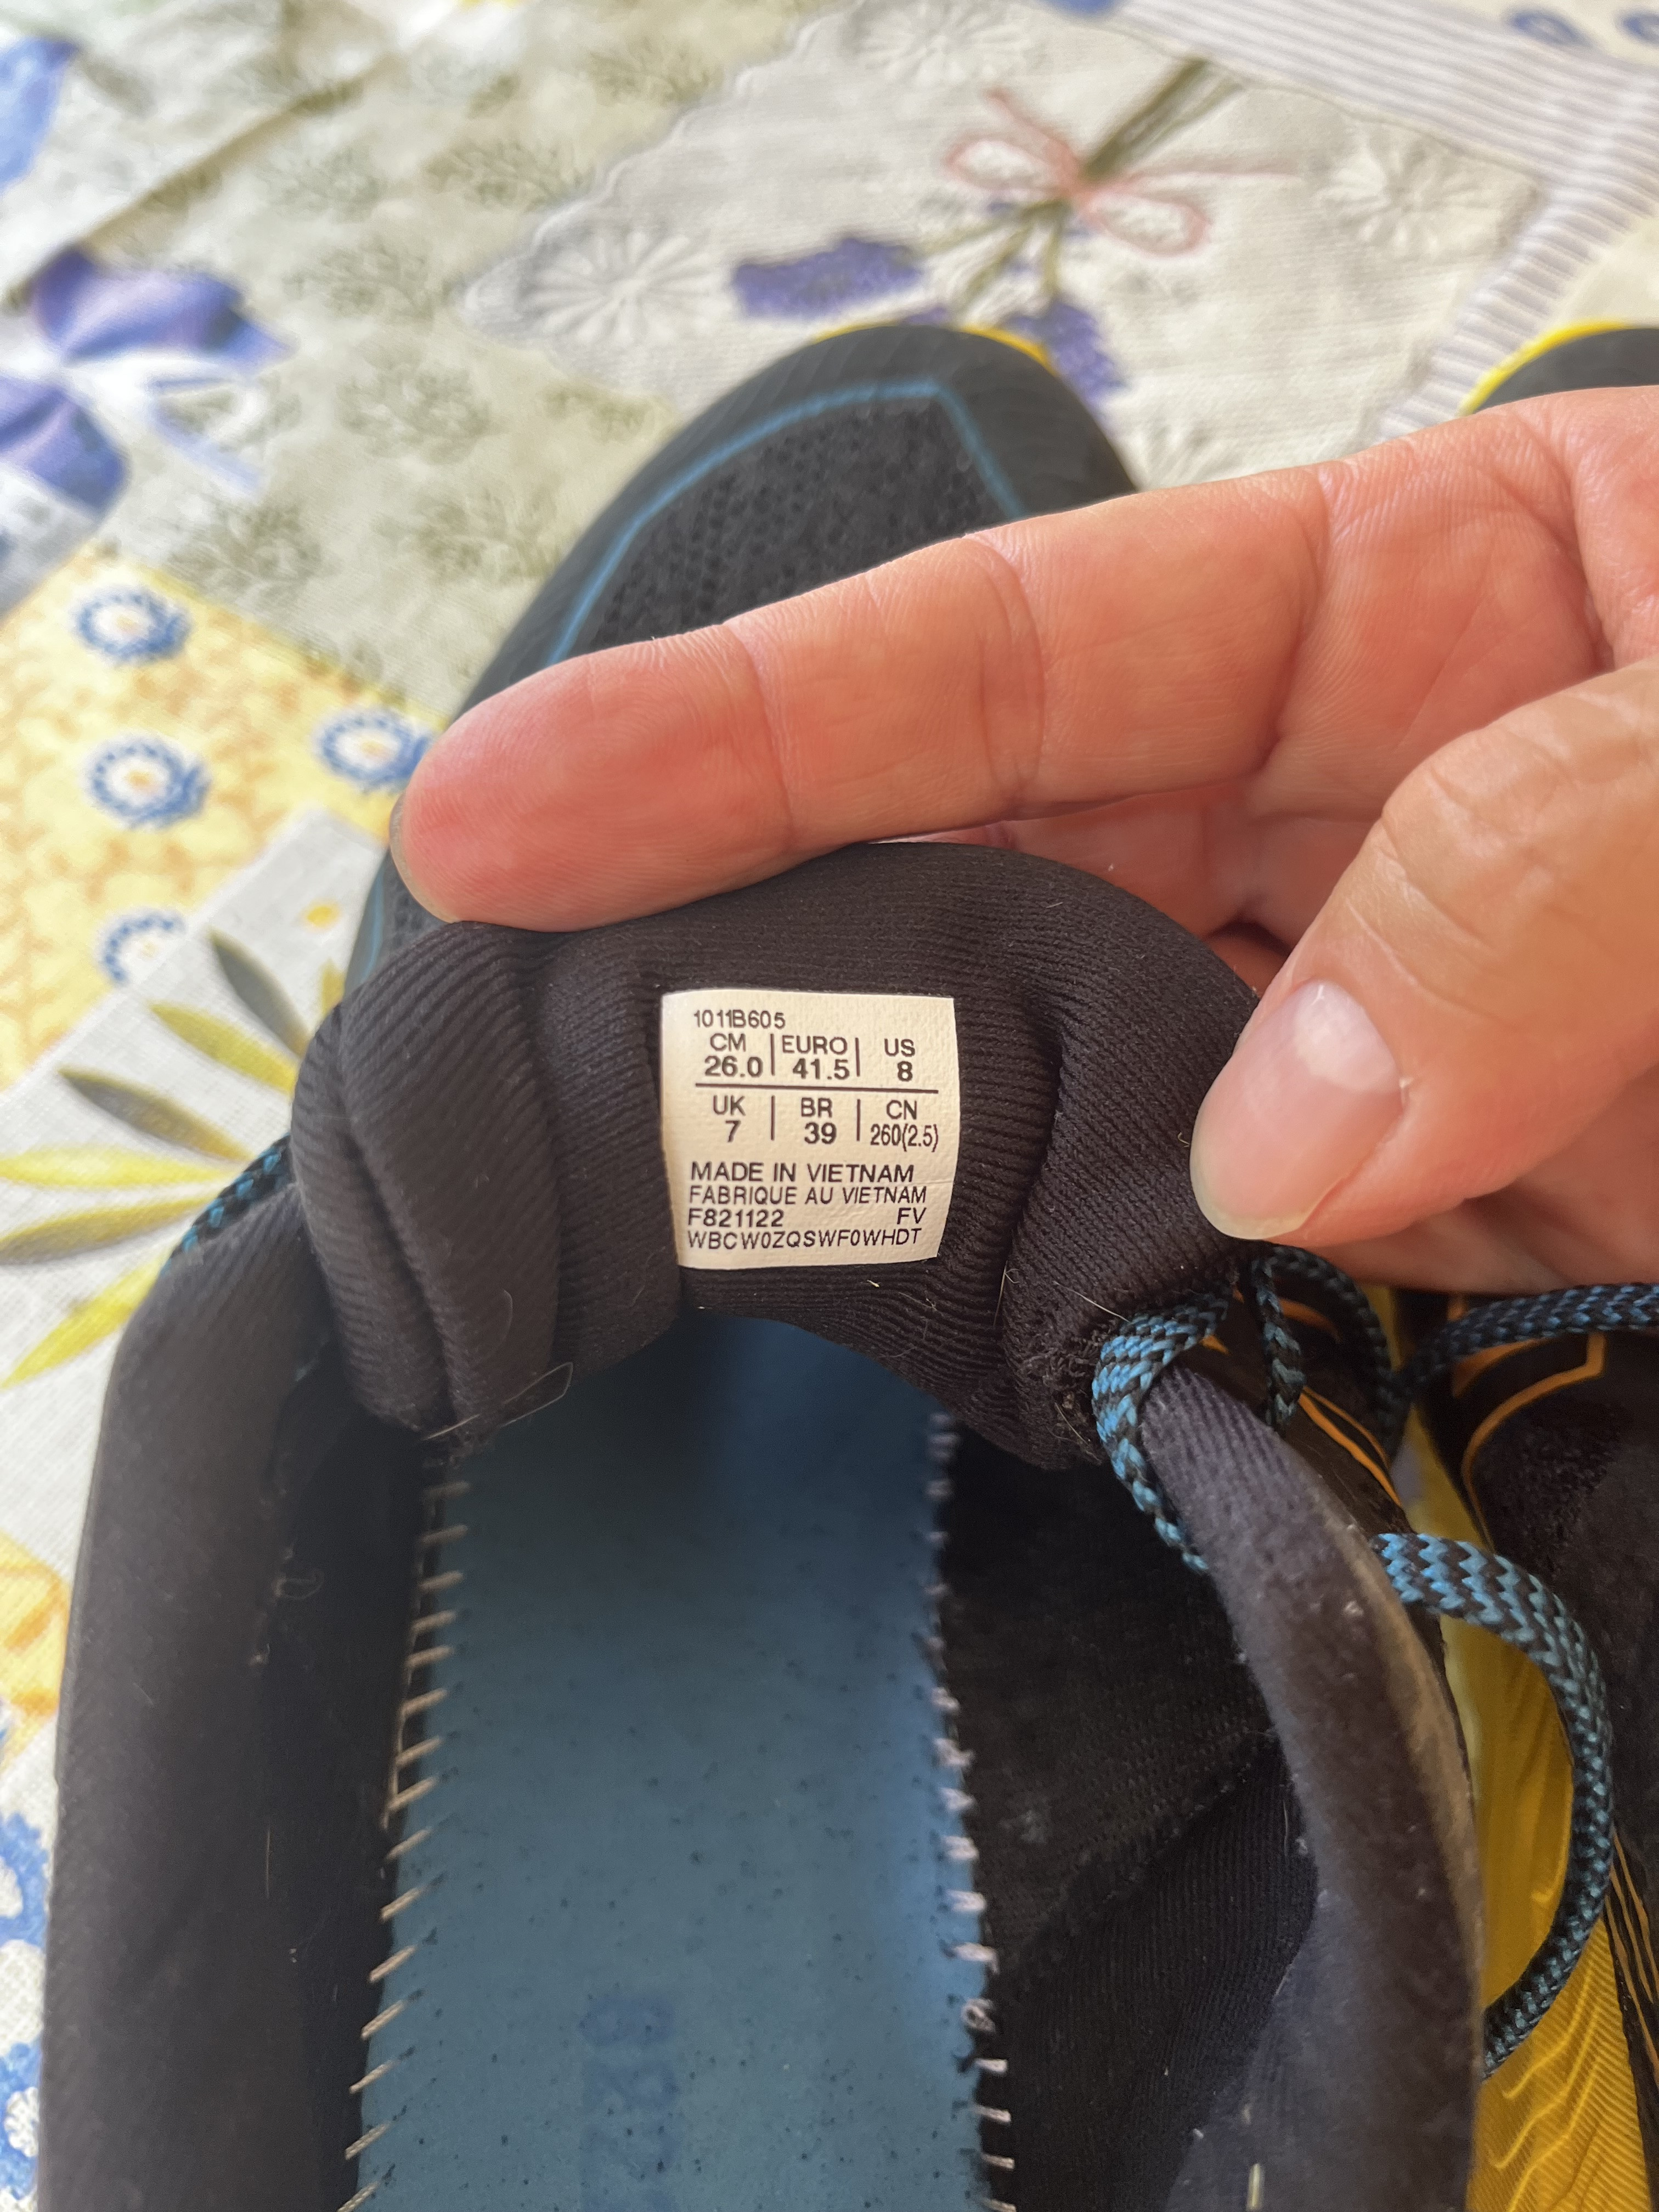 1011B605
CM | EURO | US
26.0 | 41.5 | 8
UK | BR | CN
7 | 39 | 260(2.5)
MADE IN VIETNAM
FABRIQUE AU VIETNAM
F821122 FV
WBCW0ZQSWF0WHDT